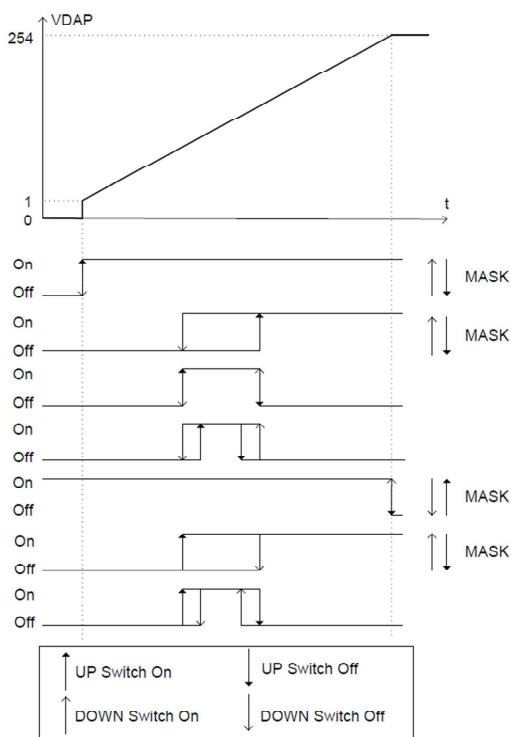 VDAP
254
1
0
t
On
Off
MASK
On
Off
MASK
On
Off
On
Off
On
Off
MASK
On
Off
MASK
On
Off
UP Switch On
UP Switch Off
DOWN Switch On
DOWN Switch Off